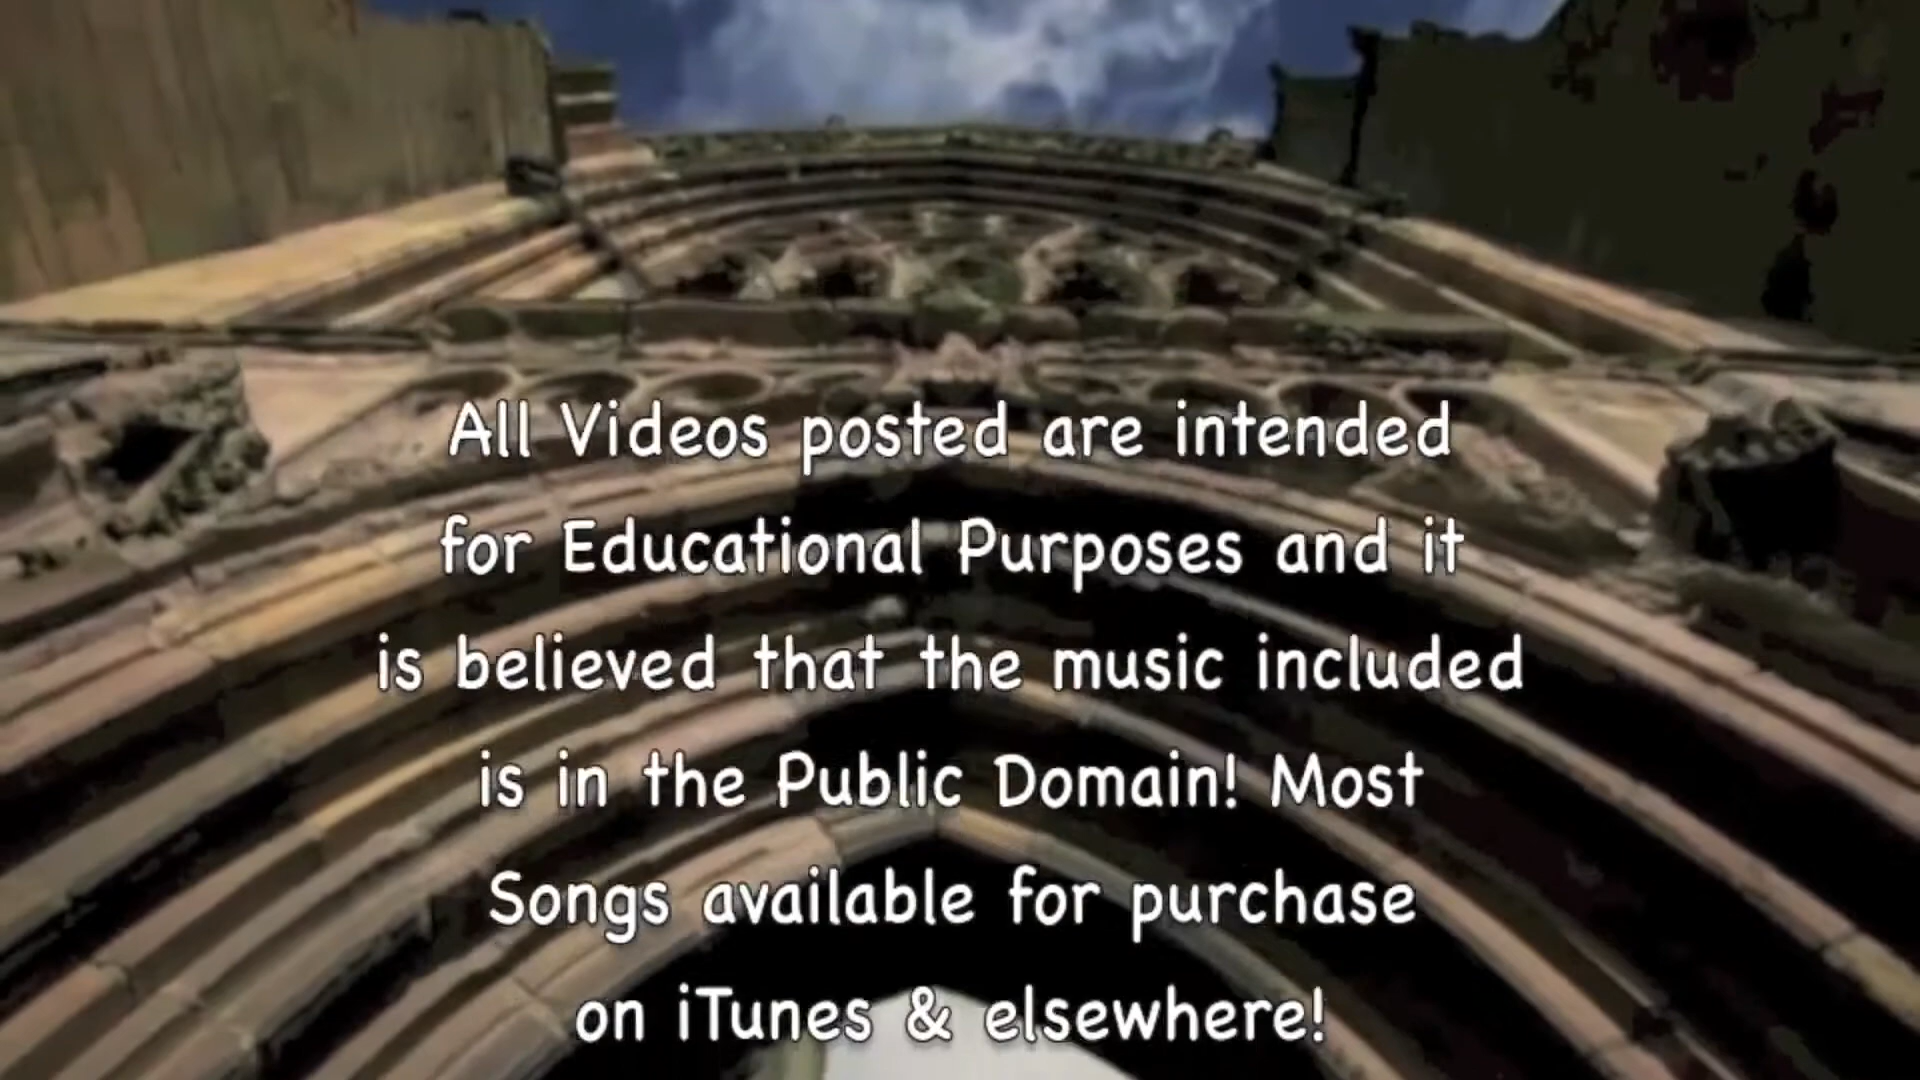 All Videos posted are intended
for Educational Purposes and it
is believed that the music included
is in the Public Domain! Most
Songs available for purchase
on iTunes & elsewhere!